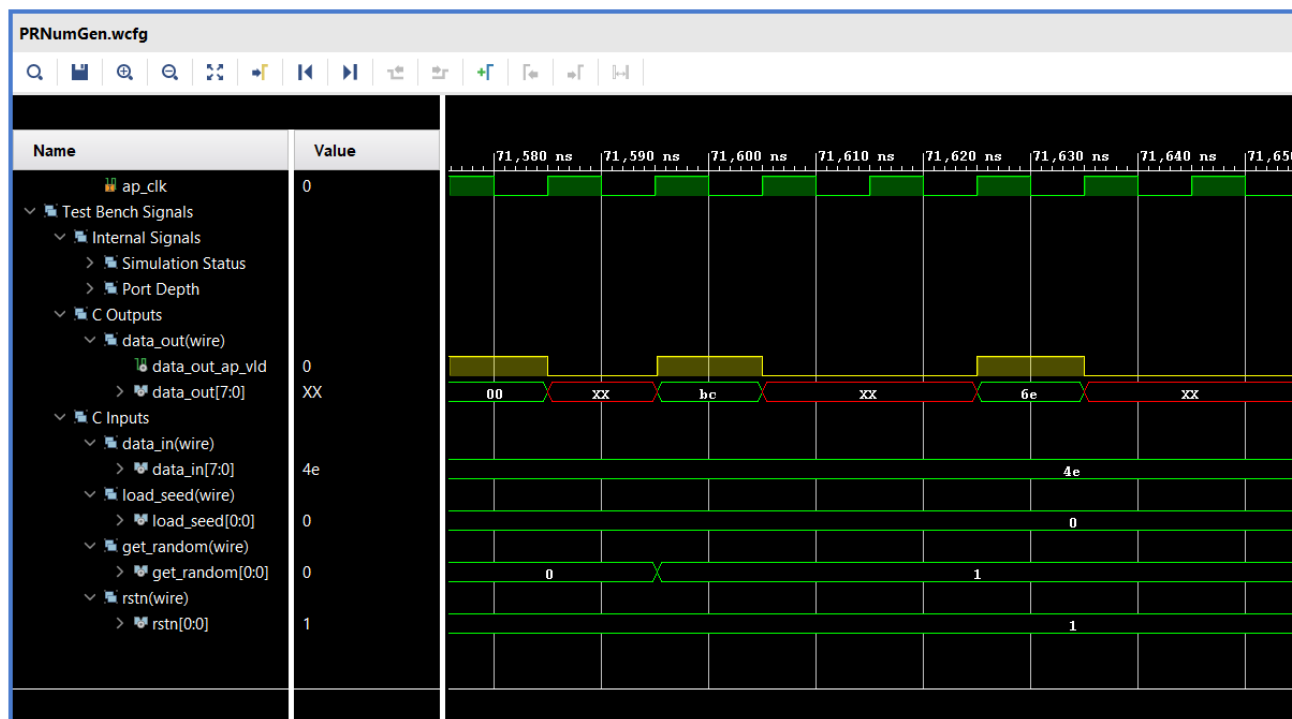 PRNumGen.wcfg
Name Value
71,580 ns 71,590 ns 71,600 ns 71,610 ns 71,620 ns 71,630 ns 71,640 ns 71,650
ap_clk 0
Test Bench Signals
Internal Signals
Simulation Status
Port Depth
C Outputs
data_out(wire)
data_out_ap_vld 0
data_out[7:0] XX 00 XX bc XX 6e XX
C Inputs
data_in(wire)
data_in[7:0] 4e 4e
load_seed(wire)
load_seed[0:0] 0 0
get_random(wire)
get_random[0:0] 0 0 1
rstn(wire)
rstn[0:0] 1 1